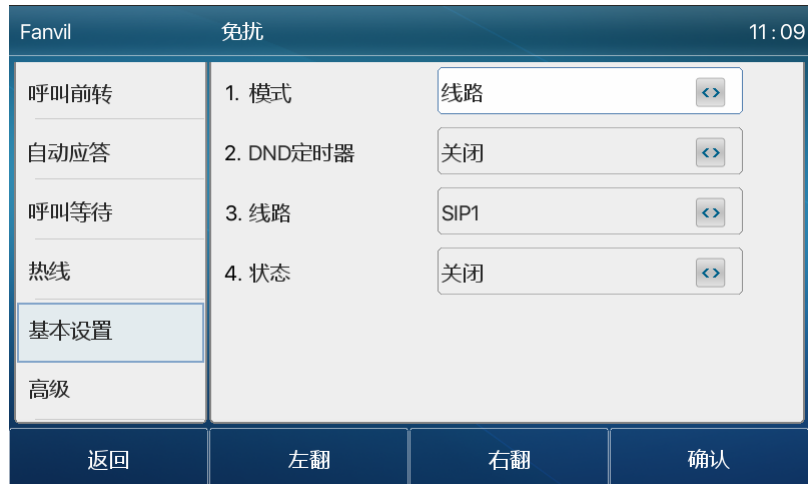 Fanvil 免扰 11:09
呼叫前转
自动应答
呼叫等待
热线
基本设置
高级
1. 模式 线路
2. DND定时器 关闭
3. 线路 SIP1
4. 状态 关闭
返回 左翻 右翻 确认